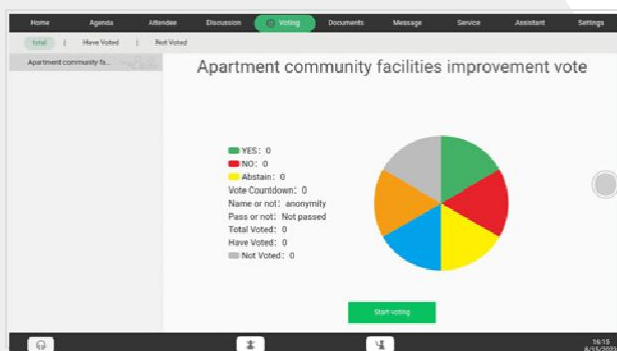 Home Agenda Attendee Discussion Voting Documents Message Service Assistant Settings
total | Have Voted | Not Voted
Apartment community fa...
Apartment community facilities improvement vote
YES: 0
NO: 0
Abstain: 0
Vote Countdown: 0
Name or not: anonymity
Pass or not: Not passed
Total Voted: 0
Have Voted: 0
Not Voted: 0
Start voting
16:15